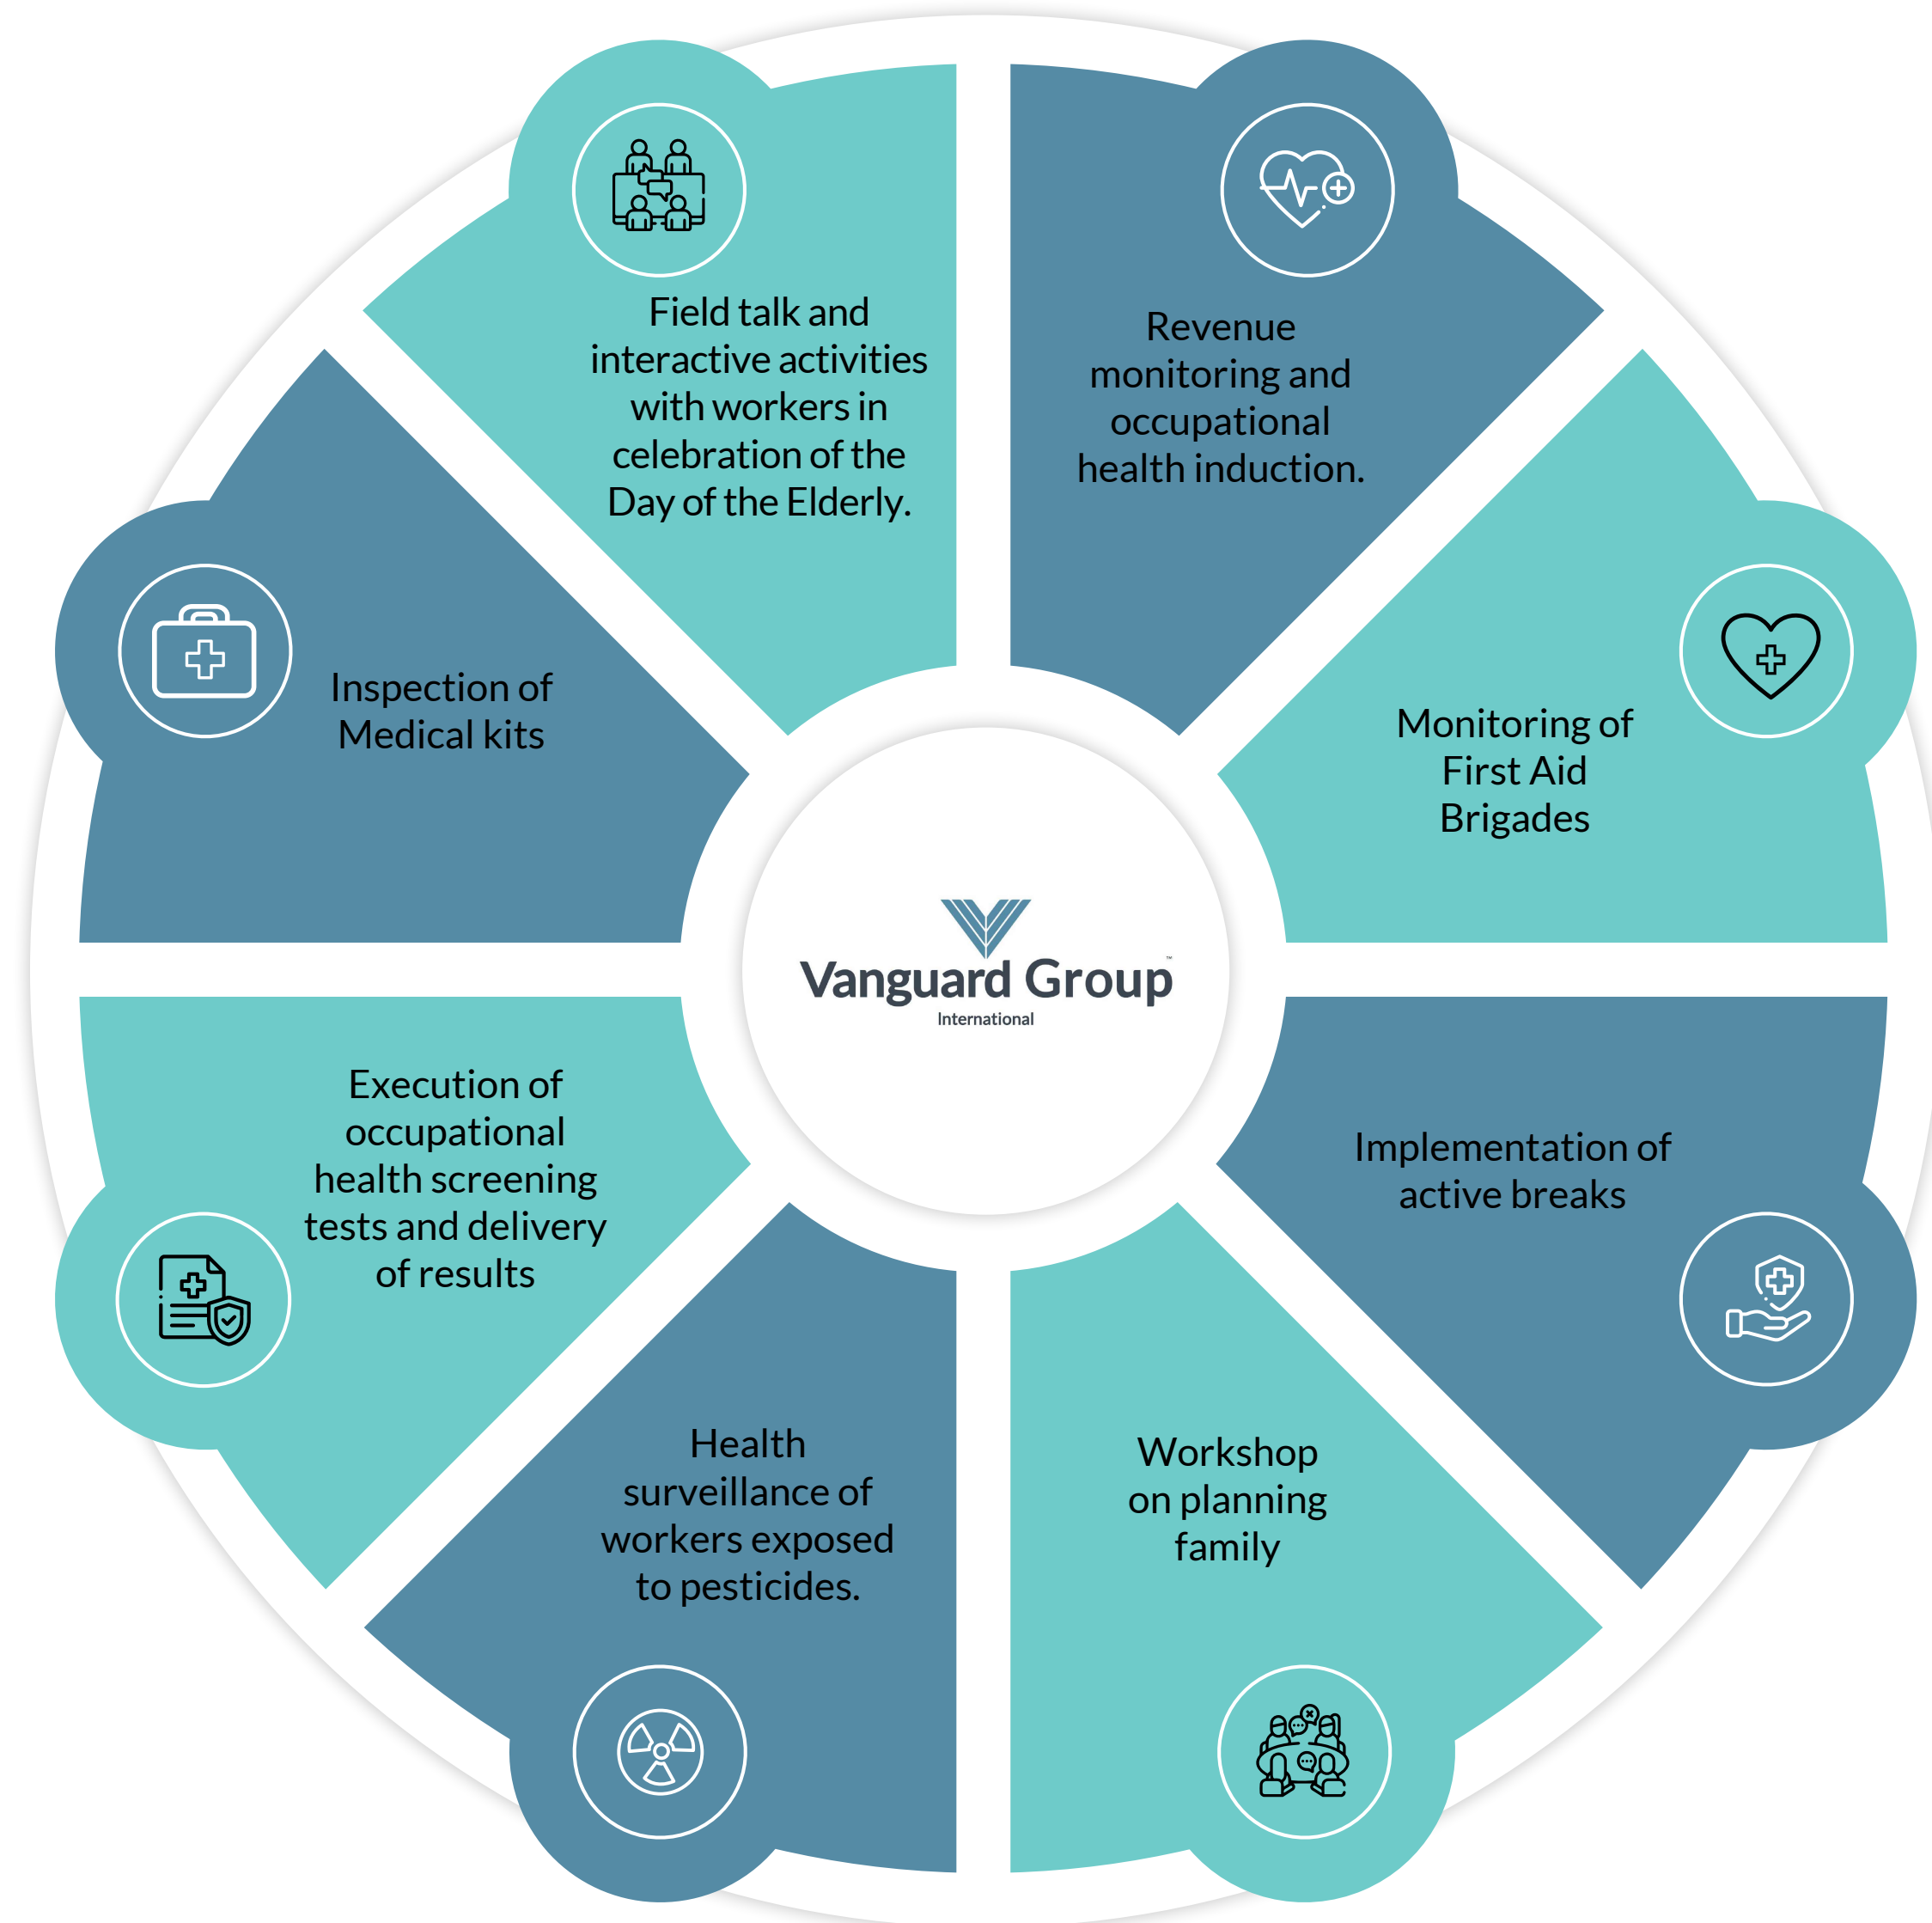 Field talk and
interactive activities
with workers in
celebration of the
Day of the Elderly.
Revenue
monitoring and
occupational
health induction.
Inspection of
Medical kits
Monitoring of
First Aid
Brigades
Vanguard Group™
International
Execution of
occupational
health screening
tests and delivery
of results
Implementation of
active breaks
Health
surveillance of
workers exposed
to pesticides.
Workshop
on planning
family